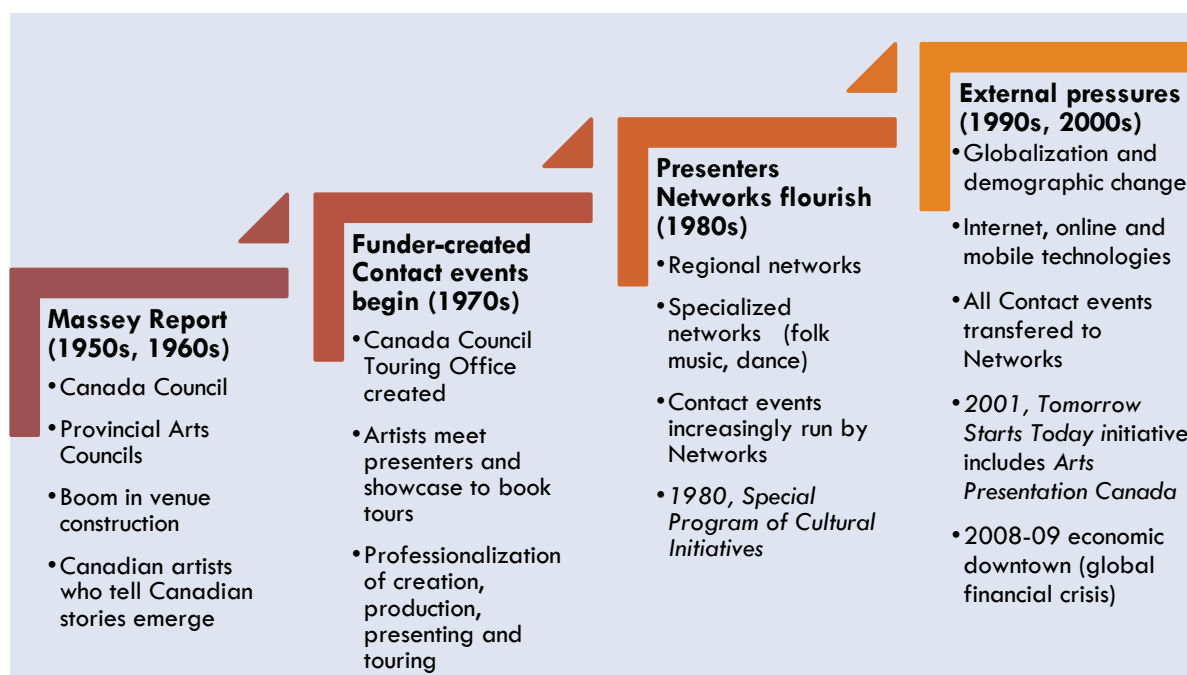 Massey Report
(1950s, 1960s)
•Canada Council
•Provincial Arts
Councils
•Boom in venue
construction
•Canadian artists
who tell Canadian
stories emerge
Funder-created
Contact events
begin (1970s)
•Canada Council
Touring Office
created
•Artists meet
presenters and
showcase to book
tours
•Professionalization
of creation,
production,
presenting and
touring
Presenters
Networks flourish
(1980s)
•Regional networks
•Specialized
networks (folk
music, dance)
•Contact events
increasingly run by
Networks
•1980, Special
Program of Cultural
Initiatives
External pressures
(1990s, 2000s)
•Globalization and
demographic change
•Internet, online and
mobile technologies
•All Contact events
transfered to
Networks
•2001, Tomorrow
Starts Today initiative
includes Arts
Presentation Canada
•2008-09 economic
downtown (global
financial crisis)